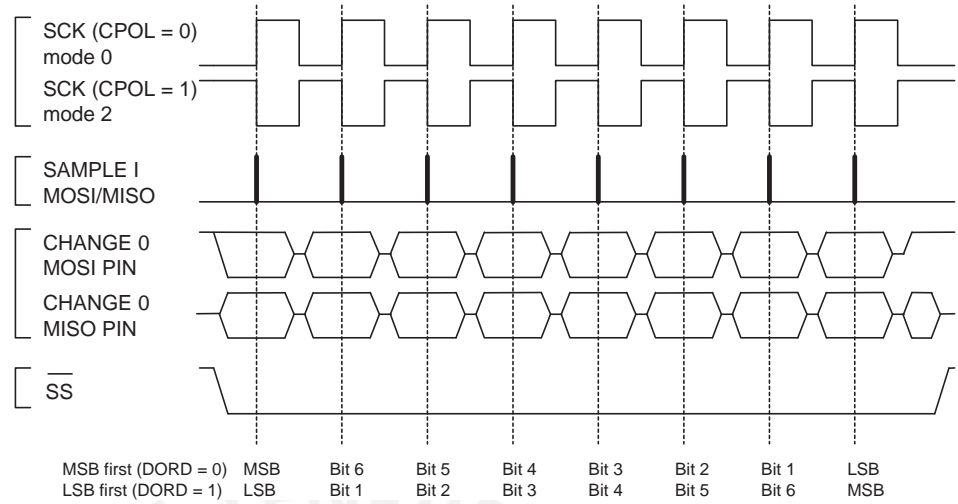 SCK (CPOL = 0)
mode 0
SCK (CPOL = 1)
mode 2
SAMPLE I
MOSI/MISO
CHANGE 0
MOSI PIN
CHANGE 0
MISO PIN
SS
MSB first (DORD = 0) MSB Bit 6 Bit 5 Bit 4 Bit 3 Bit 2 Bit 1 LSB
LSB first (DORD = 1) LSB Bit 1 Bit 2 Bit 3 Bit 4 Bit 5 Bit 6 MSB